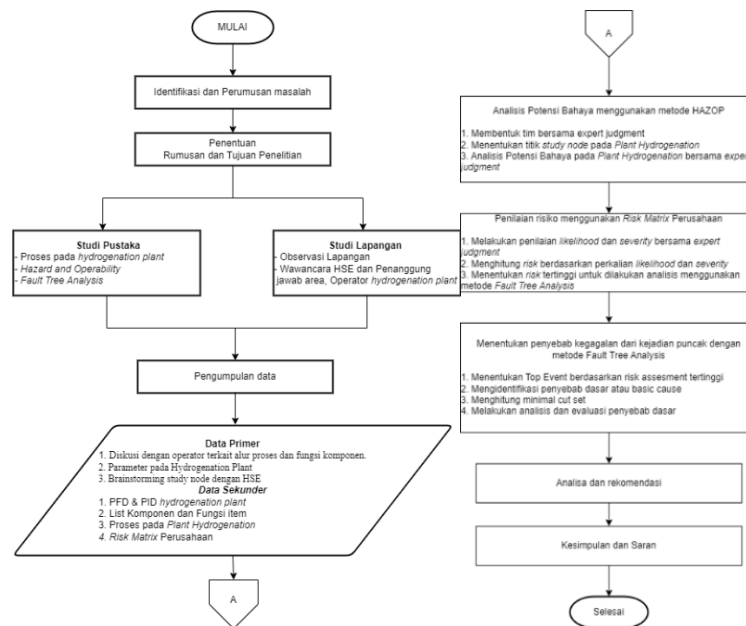 MULAI
Identifikasi dan Perumusan masalah
Penentuan
Rumusan dan Tujuan Penelitian
Studi Pustaka
- Proses pada hydrogenation plant
- Hazard and Operability
- Fault Tree Analysis
Studi Lapangan
- Observasi Lapangan
- Wawancara HSE dan Penanggung
jawab area, Operator hydrogenation plant)
Pengumpulan data
Data Primer
1. Diskusi dengan operator terkait alur proses dan fungsi komponen.
2. Parameter pada Hydrogenation Plant
3. Brainstorming study node dengan HSE
Data Sekunder
1. PFD & PID hydrogenation plant
2. List Komponen dan Fungsi item
3. Proses pada Plant Hydrogenation
4. Risk Matrix Perusahaan
A
A
Analisis Potensi Bahaya menggunakan metode HAZOP
1. Membentuk tim bersama expert judgment
2. Menentukan titik study node pada Plant Hydrogenation
3. Analisis Potensi Bahaya pada Plant Hydrogenation bersama expert
judgment
Penilaian risiko menggunakan Risk Matrix Perusahaan
1. Melakukan penilaian likelihood dan severity bersama expert
judgment
2. Menghitung risk berdasarkan perkalian likelihood dan severity
3. Menentukan risk tertinggi untuk dilakukan analisis menggunakan
metode Fault Tree Analysis
Menentukan penyebab kegagalan dari kejadian puncak dengan
metode Fault Tree Analysis
1. Menentukan Top Event berdasarkan risk assesment tertinggi
2. Mengidentifikasi penyebab dasar atau basic cause
3. Menghitung minimal cut set
4. Melakukan analisis dan evaluasi penyebab dasar
Analisa dan rekomendasi
Kesimpulan dan Saran
Selesai